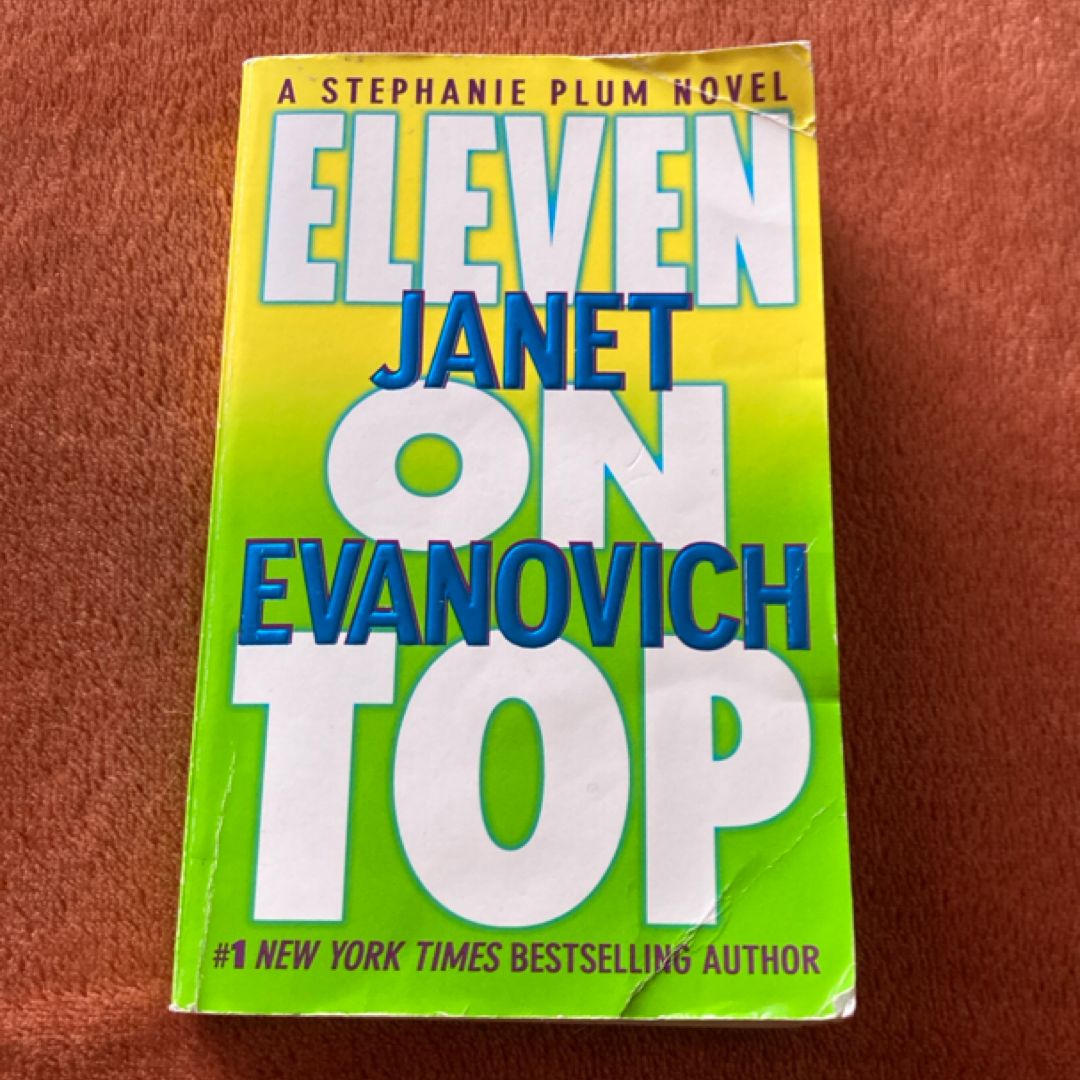 A STEPHANIE PLUM NOVEL
ELEVEN
JANET
ON
EVANOVICH
TOP
#1 NEW YORK TIMES BESTSELLING AUTHOR